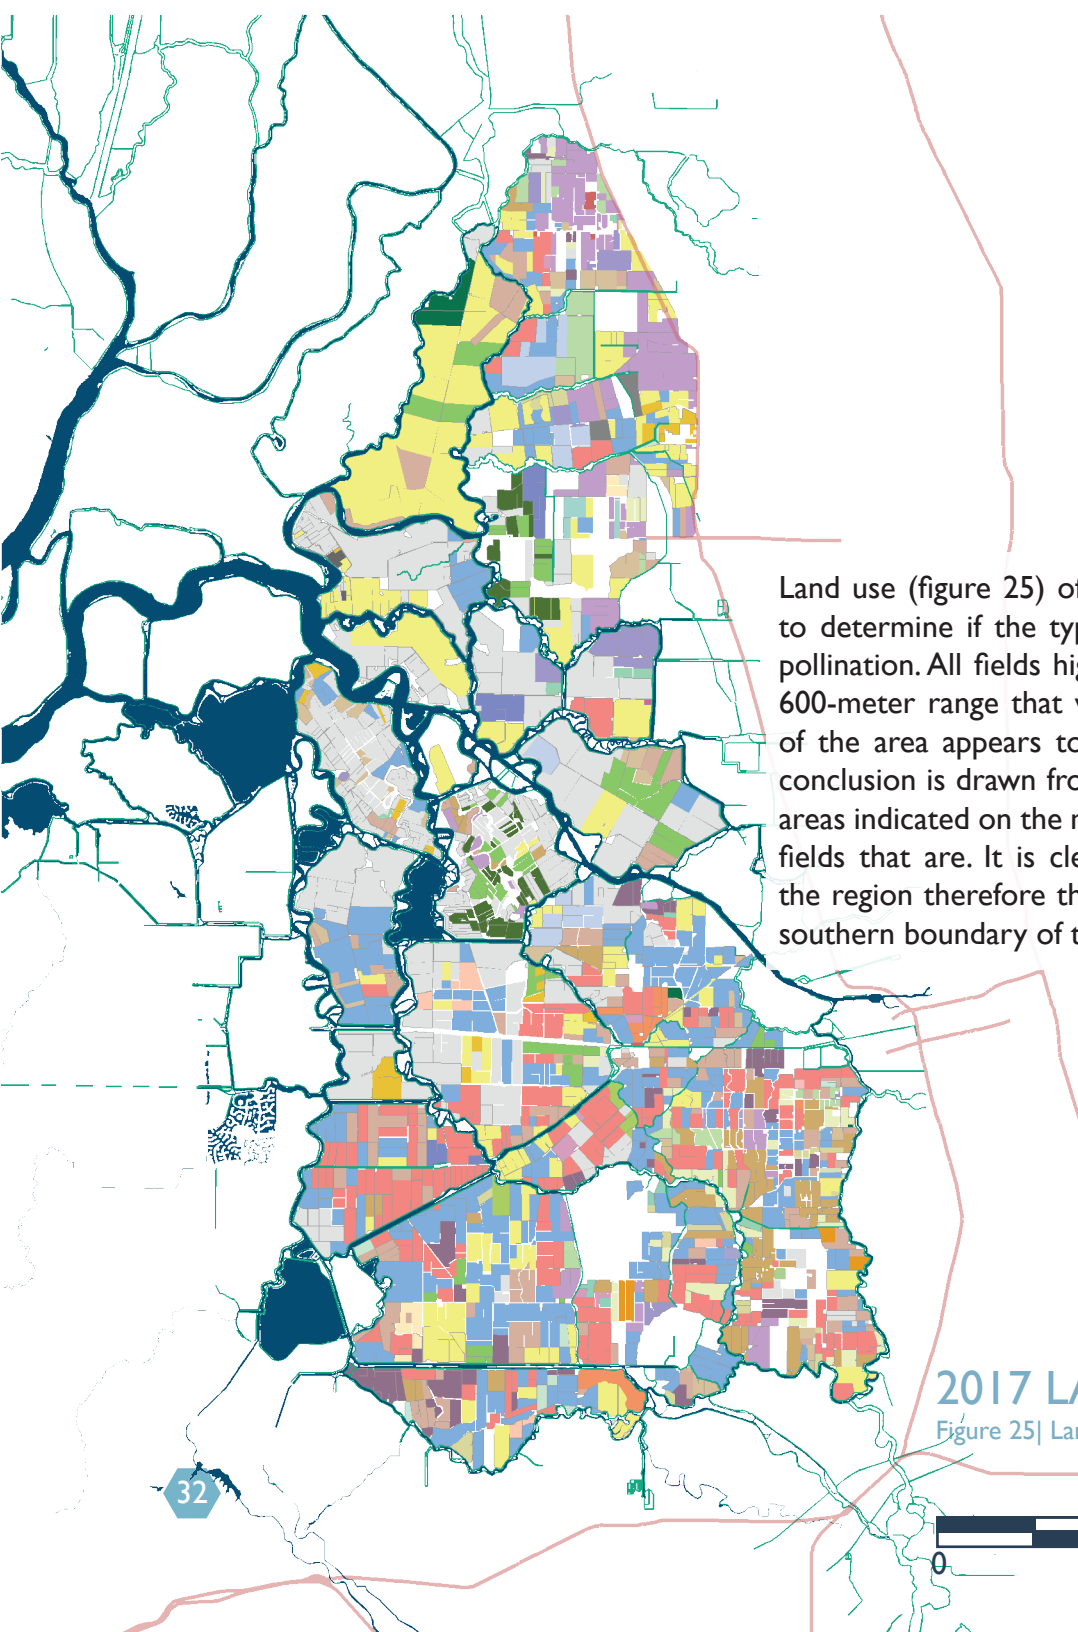 Land use (figure 25) of
to determine if the typ
pollination. All fields hig
600-meter range that
of the area appears to
conclusion is drawn fro
areas indicated on the
fields that are. It is cle
the region therefore th
southern boundary of t
2017 LA
Figure 25| Lan
32
0